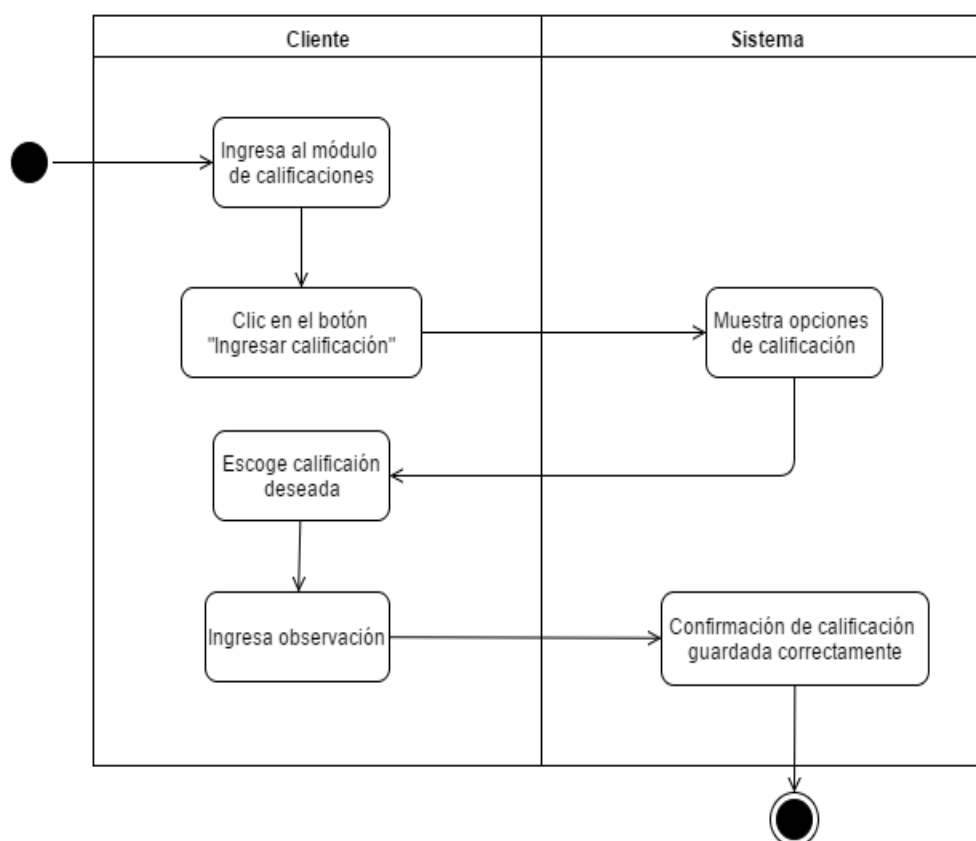 Cliente
Sistema
Ingresa al módulo
de calificaciones
Clic en el botón
"Ingresar calificación"
Muestra opciones
de calificación
Escoge calificaión
deseada
Ingresa observación
Confirmación de calificación
guardada correctamente